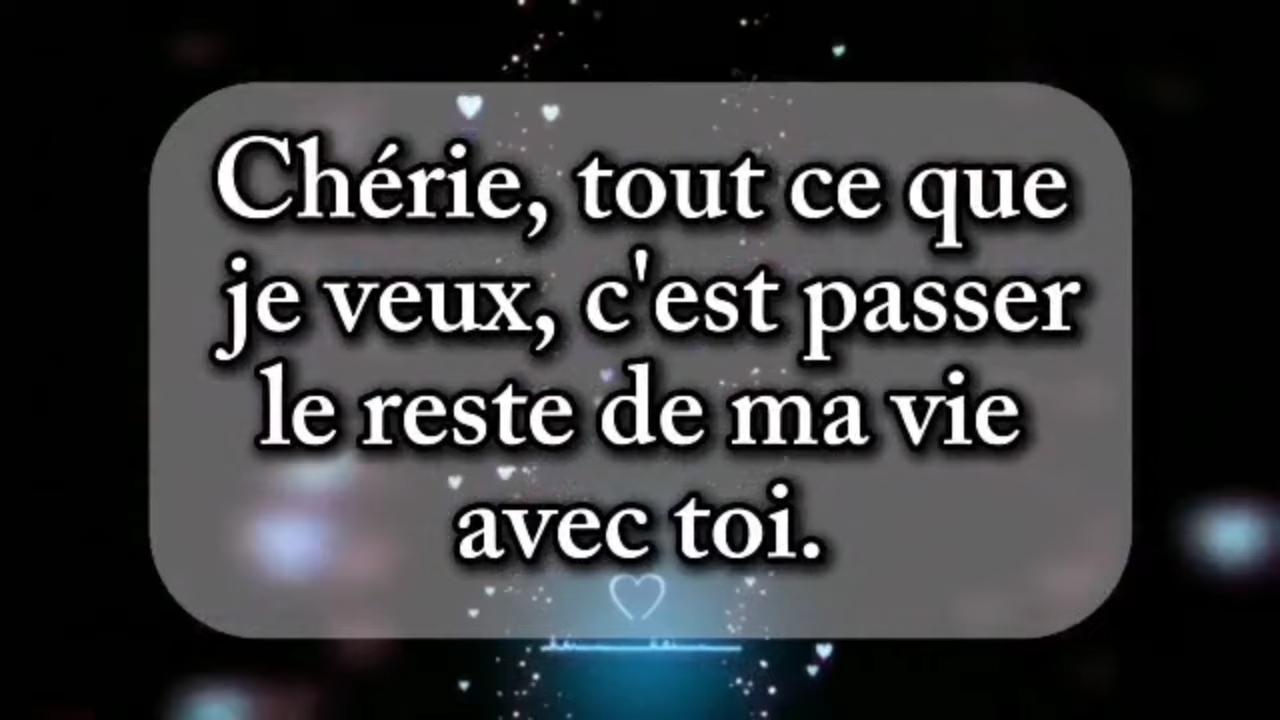 Chérie, tout ce que
je veux, c'est passer
le reste de ma vie
avec toi.